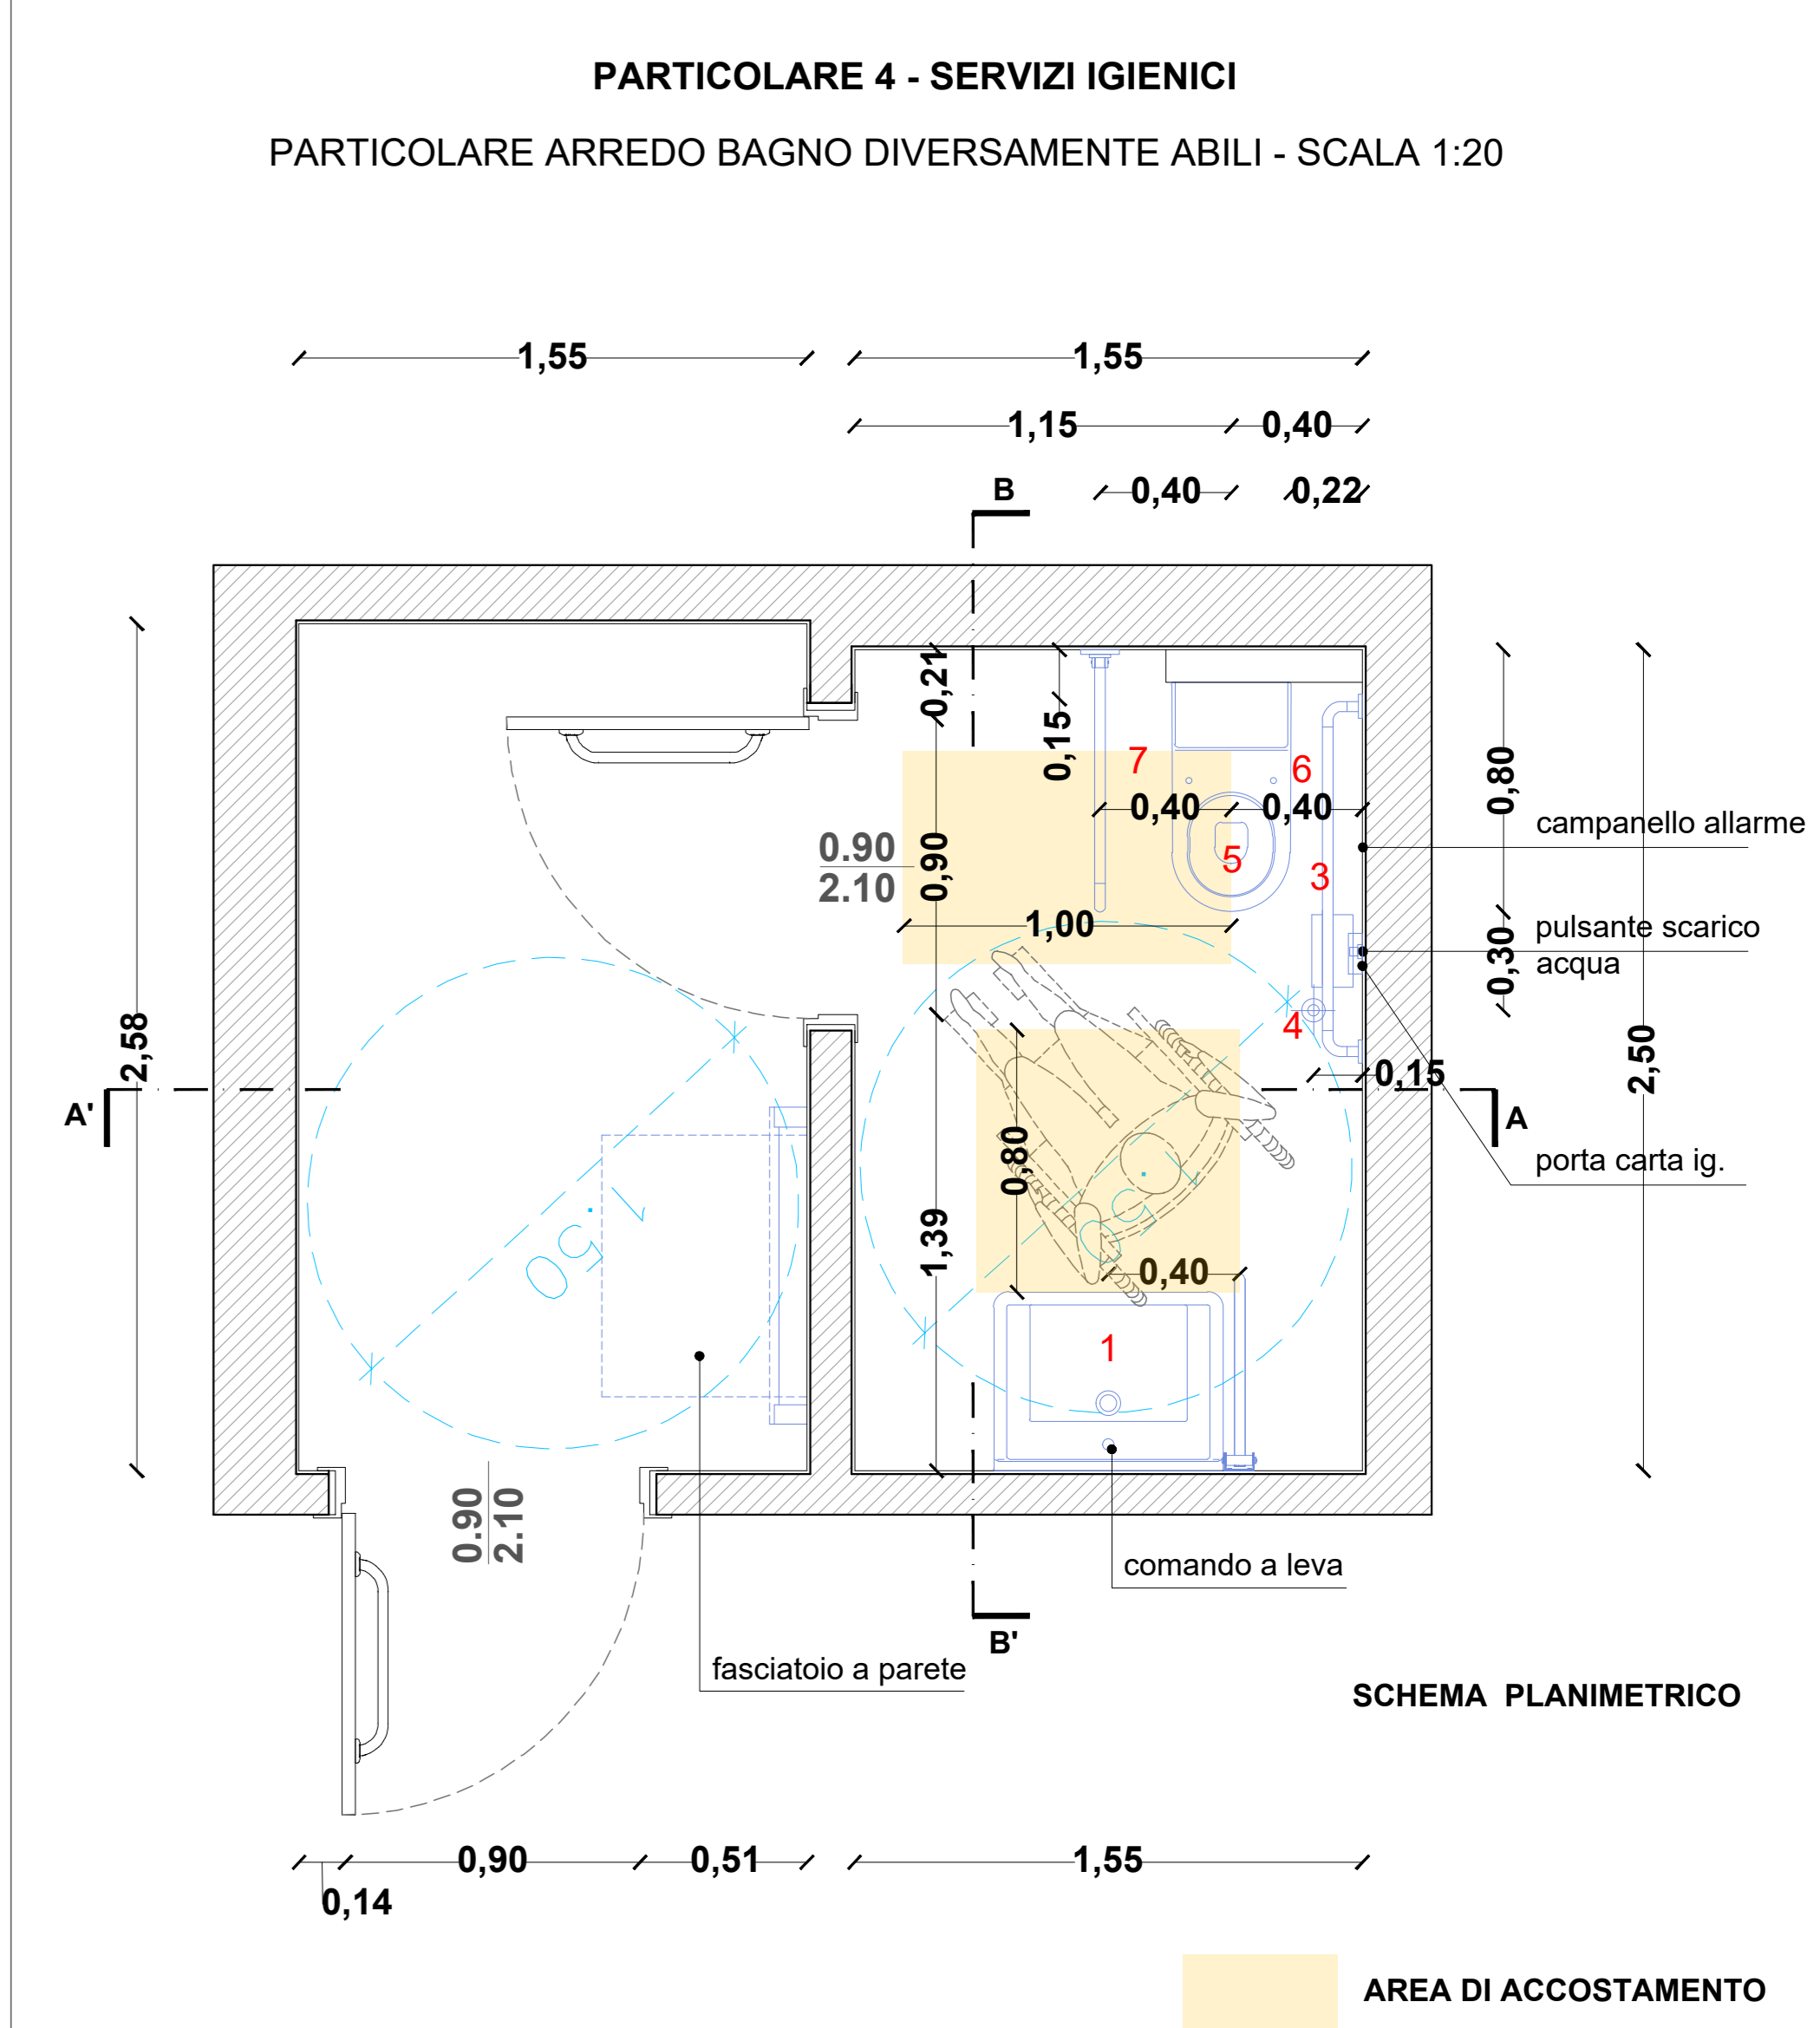 PARTICOLARE 4 - SERVIZI IGIENICI
PARTICOLARE ARREDO BAGNO DIVERSAMENTE ABILI - SCALA 1:20
1,55
1,55
1,15
0,40
0,40
0,22
B
0,21
0,15
7
6
0,80
0,40
0,40
campanello allarme
0.90
2.10
0,90
5
3
1,00
pulsante scarico
acqua
0,30
4
2,58
2,50
0,15
A'
A
0,80
porta carta ig.
1.50
1.50
1,39
0,40
1
0.90
2.10
comando a leva
B'
fasciatoio a parete
SCHEMA PLANIMETRICO
0,90
0,51
1,55
0,14
AREA DI ACCOSTAMENTO